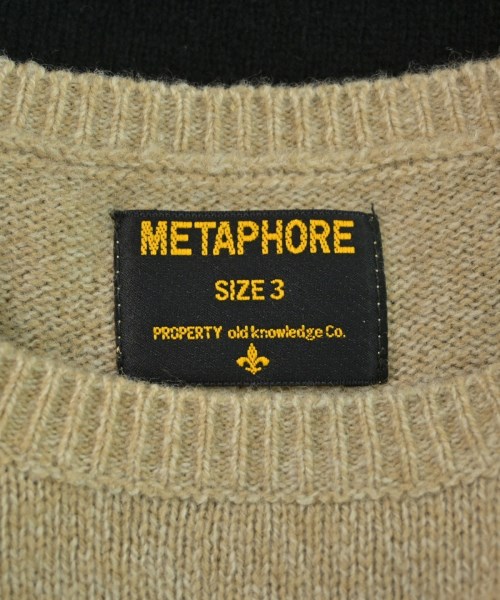 METAPHORE
SIZE 3
PROPERTY old knowledge Co.